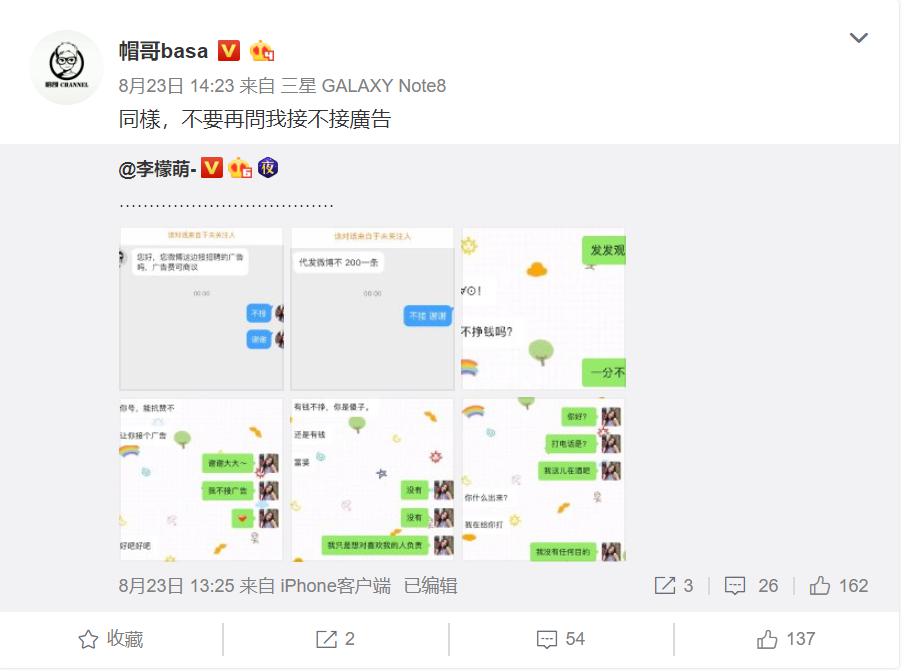 帽哥basa
8月23日 14:23 来自 三星 GALAXY Note8
同樣，不要再問我接不接廣告
帽哥 CHANNEL
@李檬萌-
夜
..................................
该对话来自于未关注人
您好，您微博这边接招聘的广告
吗，广告费可商议
00:00
不接
谢谢
该对话来自于未关注人
代发微博不 200一条
00:00
不接 谢谢
发发观
不挣钱吗?
一分不
你号，能抗赞不
让你接个广告
谢谢大大～
我不接广告
好吧好吧
有钱不挣，你是傻子。
还是有钱
富婆
没有
没有
我只是想对喜欢我的人负责
你好?
打电话是?
我这儿在酒吧
你什么出来?
我在给你打
我没有任何目的
8月23日 13:25 来自 iPhone客户端 已编辑
3
26
162
收藏
2
54
137